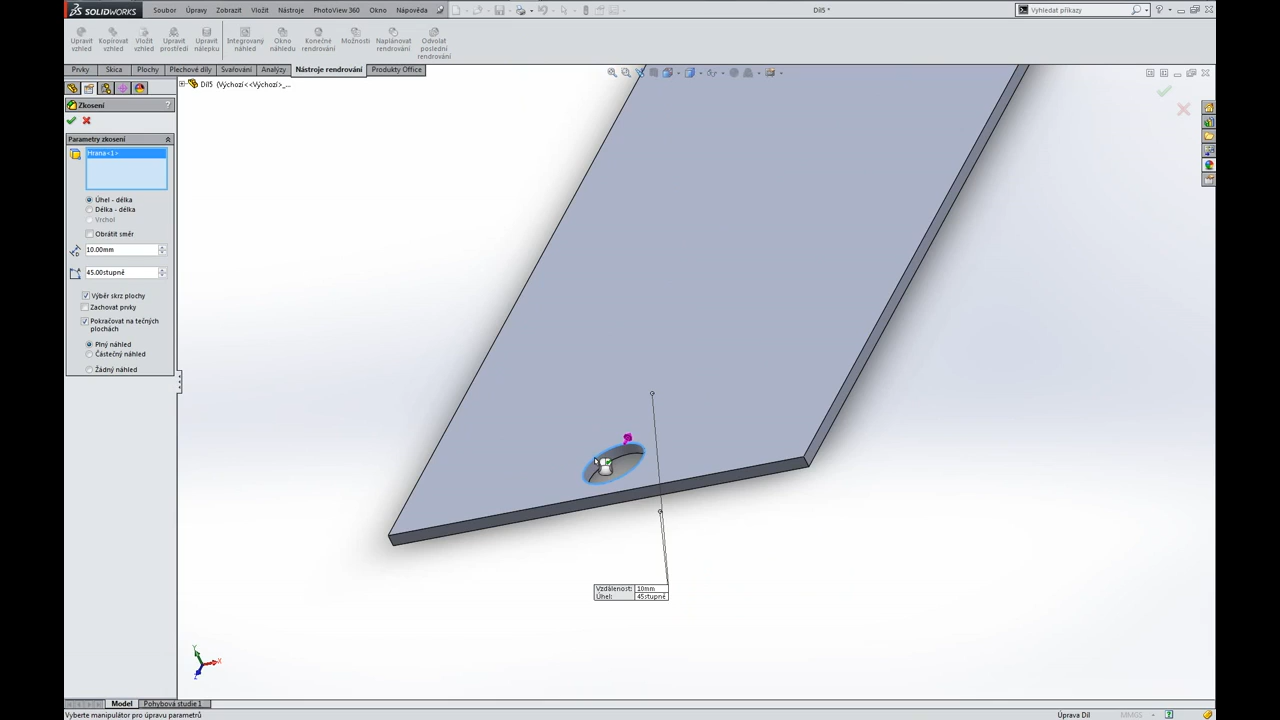 SOLIDWORKS
Soubor Úpravy Zobrazit Vložit Nástroje PhotoView 360 Okno Nápověda
Díl5 *
Vyhledat příkazy
Upravit vzhled
Kopírovat vzhled
Vložit vzhled
Upravit prostředí
Upravit nálepku
Integrovaný náhled
Okno náhledu
Konečné rendrování
Možnosti
Naplánovat rendrování
Odvolat poslední rendrování
Prvky Skica Plochy Plechové díly Svařování Analýzy Nástroje rendrování Produkty Office
Díl5 (Výchozí<<Výchozí>_...
Zkosení
?
Parametry zkosení
Hrana<1>
Úhel - délka
Délka - délka
Vrchol
Obrátit směr
10.00mm
45.00stupně
Výběr skrz plochy
Zachovat prvky
Pokračovat na tečných
plochách
Plný náhled
Částečný náhled
Žádný náhled
Vzdálenost: 10mm
Úhel: 45stupně
Y
X
Z
Model Pohybová studie 1
Vyberte manipulátor pro úpravu parametrů
Úprava Díl
MMGS